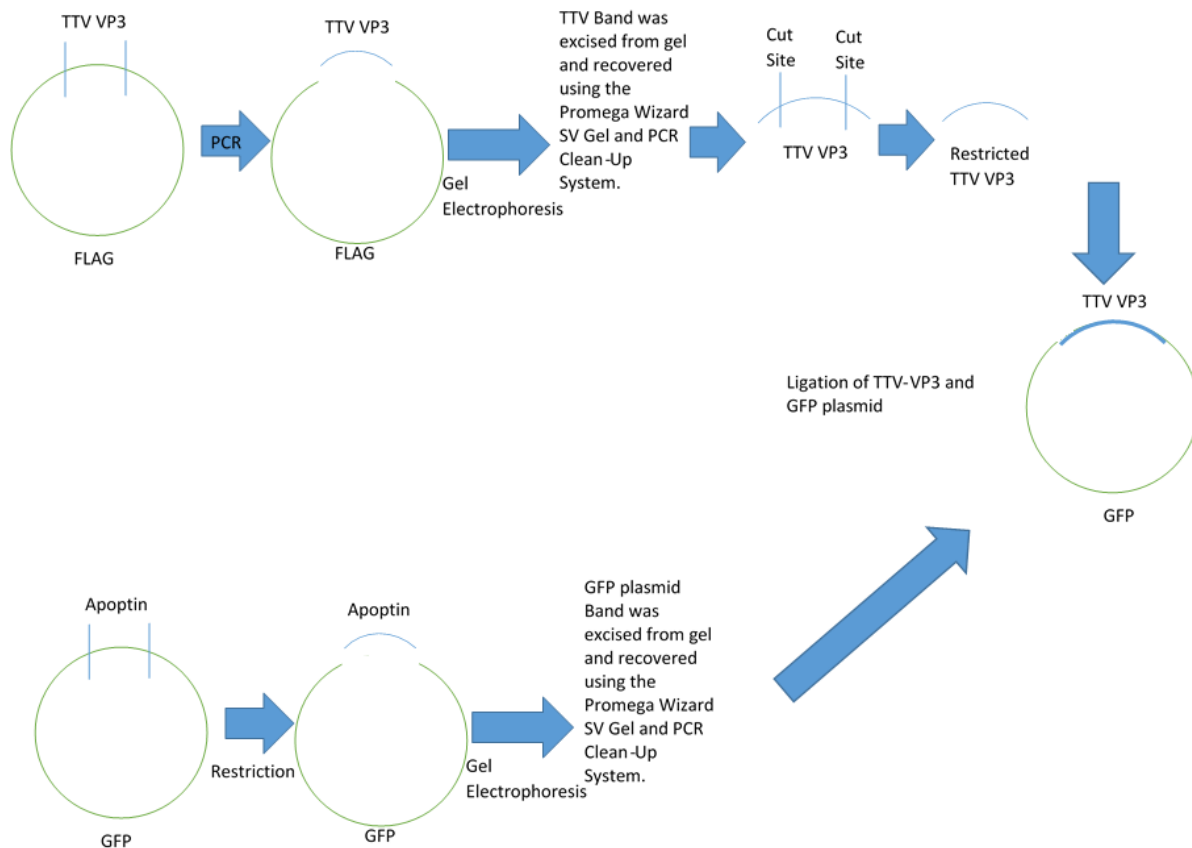 TTV VP3
FLAG
PCR
TTV VP3
FLAG
Gel
Electrophoresis
TTV Band was
excised from gel
and recovered
using the
Promega Wizard
SV Gel and PCR
Clean-Up
System.
Cut
Site
Cut
Site
TTV VP3
Restricted
TTV VP3
TTV VP3
Ligation of TTV-VP3 and
GFP plasmid
GFP
Apoptin
GFP
Restriction
Apoptin
GFP
Gel
Electrophoresis
GFP plasmid
Band was
excised from gel
and recovered
using the
Promega Wizard
SV Gel and PCR
Clean-Up
System.